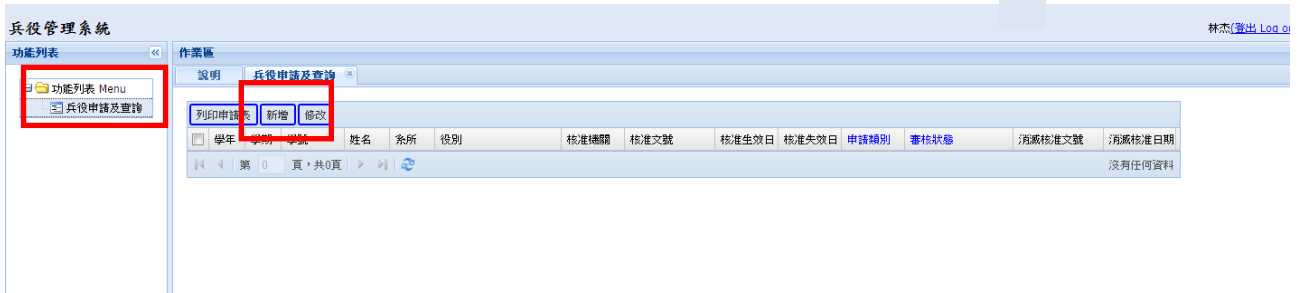 兵役管理系統
林杰(登出 Log ou
功能列表
作業區
說明 兵役申請及查詢
功能列表 Menu
兵役申請及查詢
列印申請表 新增 修改
學年 學期 學號 姓名 系所 役別 核准機關 核准文號 核准生效日 核准失效日 申請類別 審核狀態 消滅核准文號 消滅核准日期
第 0 頁，共0頁 沒有任何資料